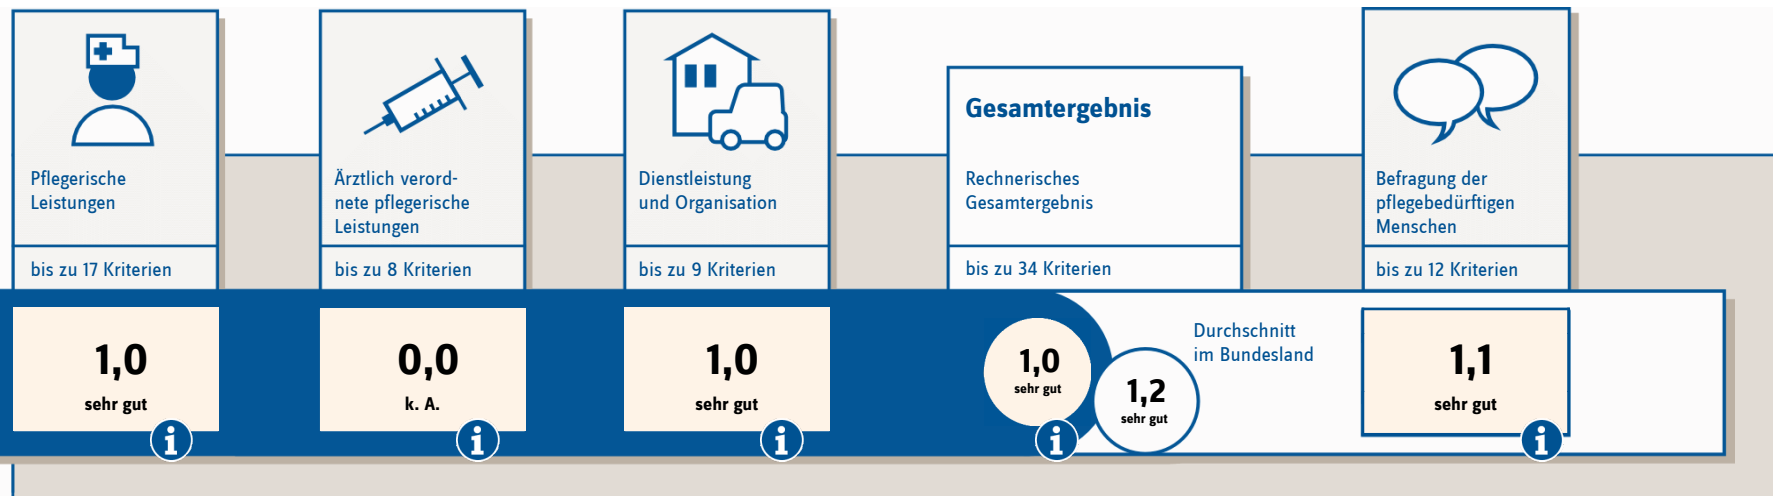 Pflegerische
Leistungen
bis zu 17 Kriterien
1,0
sehr gut
i
Ärztlich verord-
nete pflegerische
Leistungen
bis zu 8 Kriterien
0,0
k. A.
i
Dienstleistung
und Organisation
bis zu 9 Kriterien
1,0
sehr gut
i
Gesamtergebnis
Rechnerisches
Gesamtergebnis
bis zu 34 Kriterien
1,0
sehr gut
i
1,2
sehr gut
Durchschnitt
im Bundesland
Befragung der
pflegebedürftigen
Menschen
bis zu 12 Kriterien
1,1
sehr gut
i